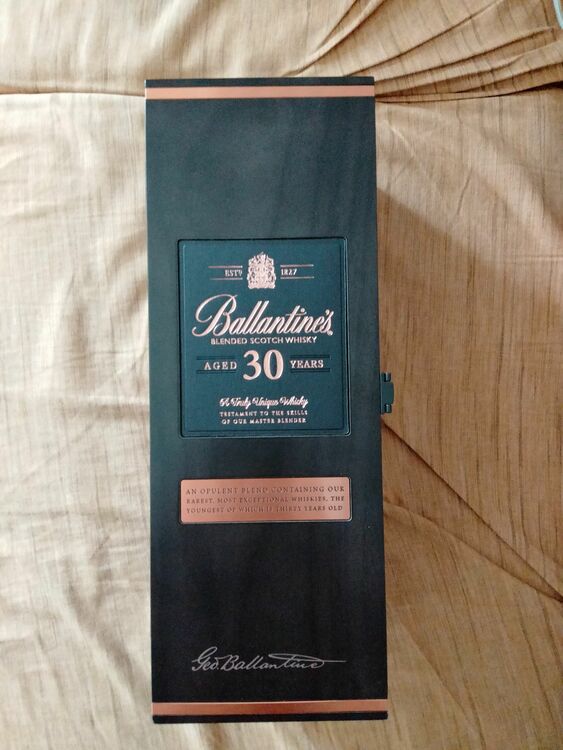 ESTD 1827
Ballantine's
BLENDED SCOTCH WHISKY
AGED 30 YEARS
A Truly Unique Whisky
TESTAMENT TO THE SKILLS
OF OUR MASTER BLENDER
AN OPULENT BLEND CONTAINING OUR
RAREST, MOST EXCEPTIONAL WHISKIES, THE
YOUNGEST OF WHICH IS THIRTY YEARS OLD
Geo. Ballantine